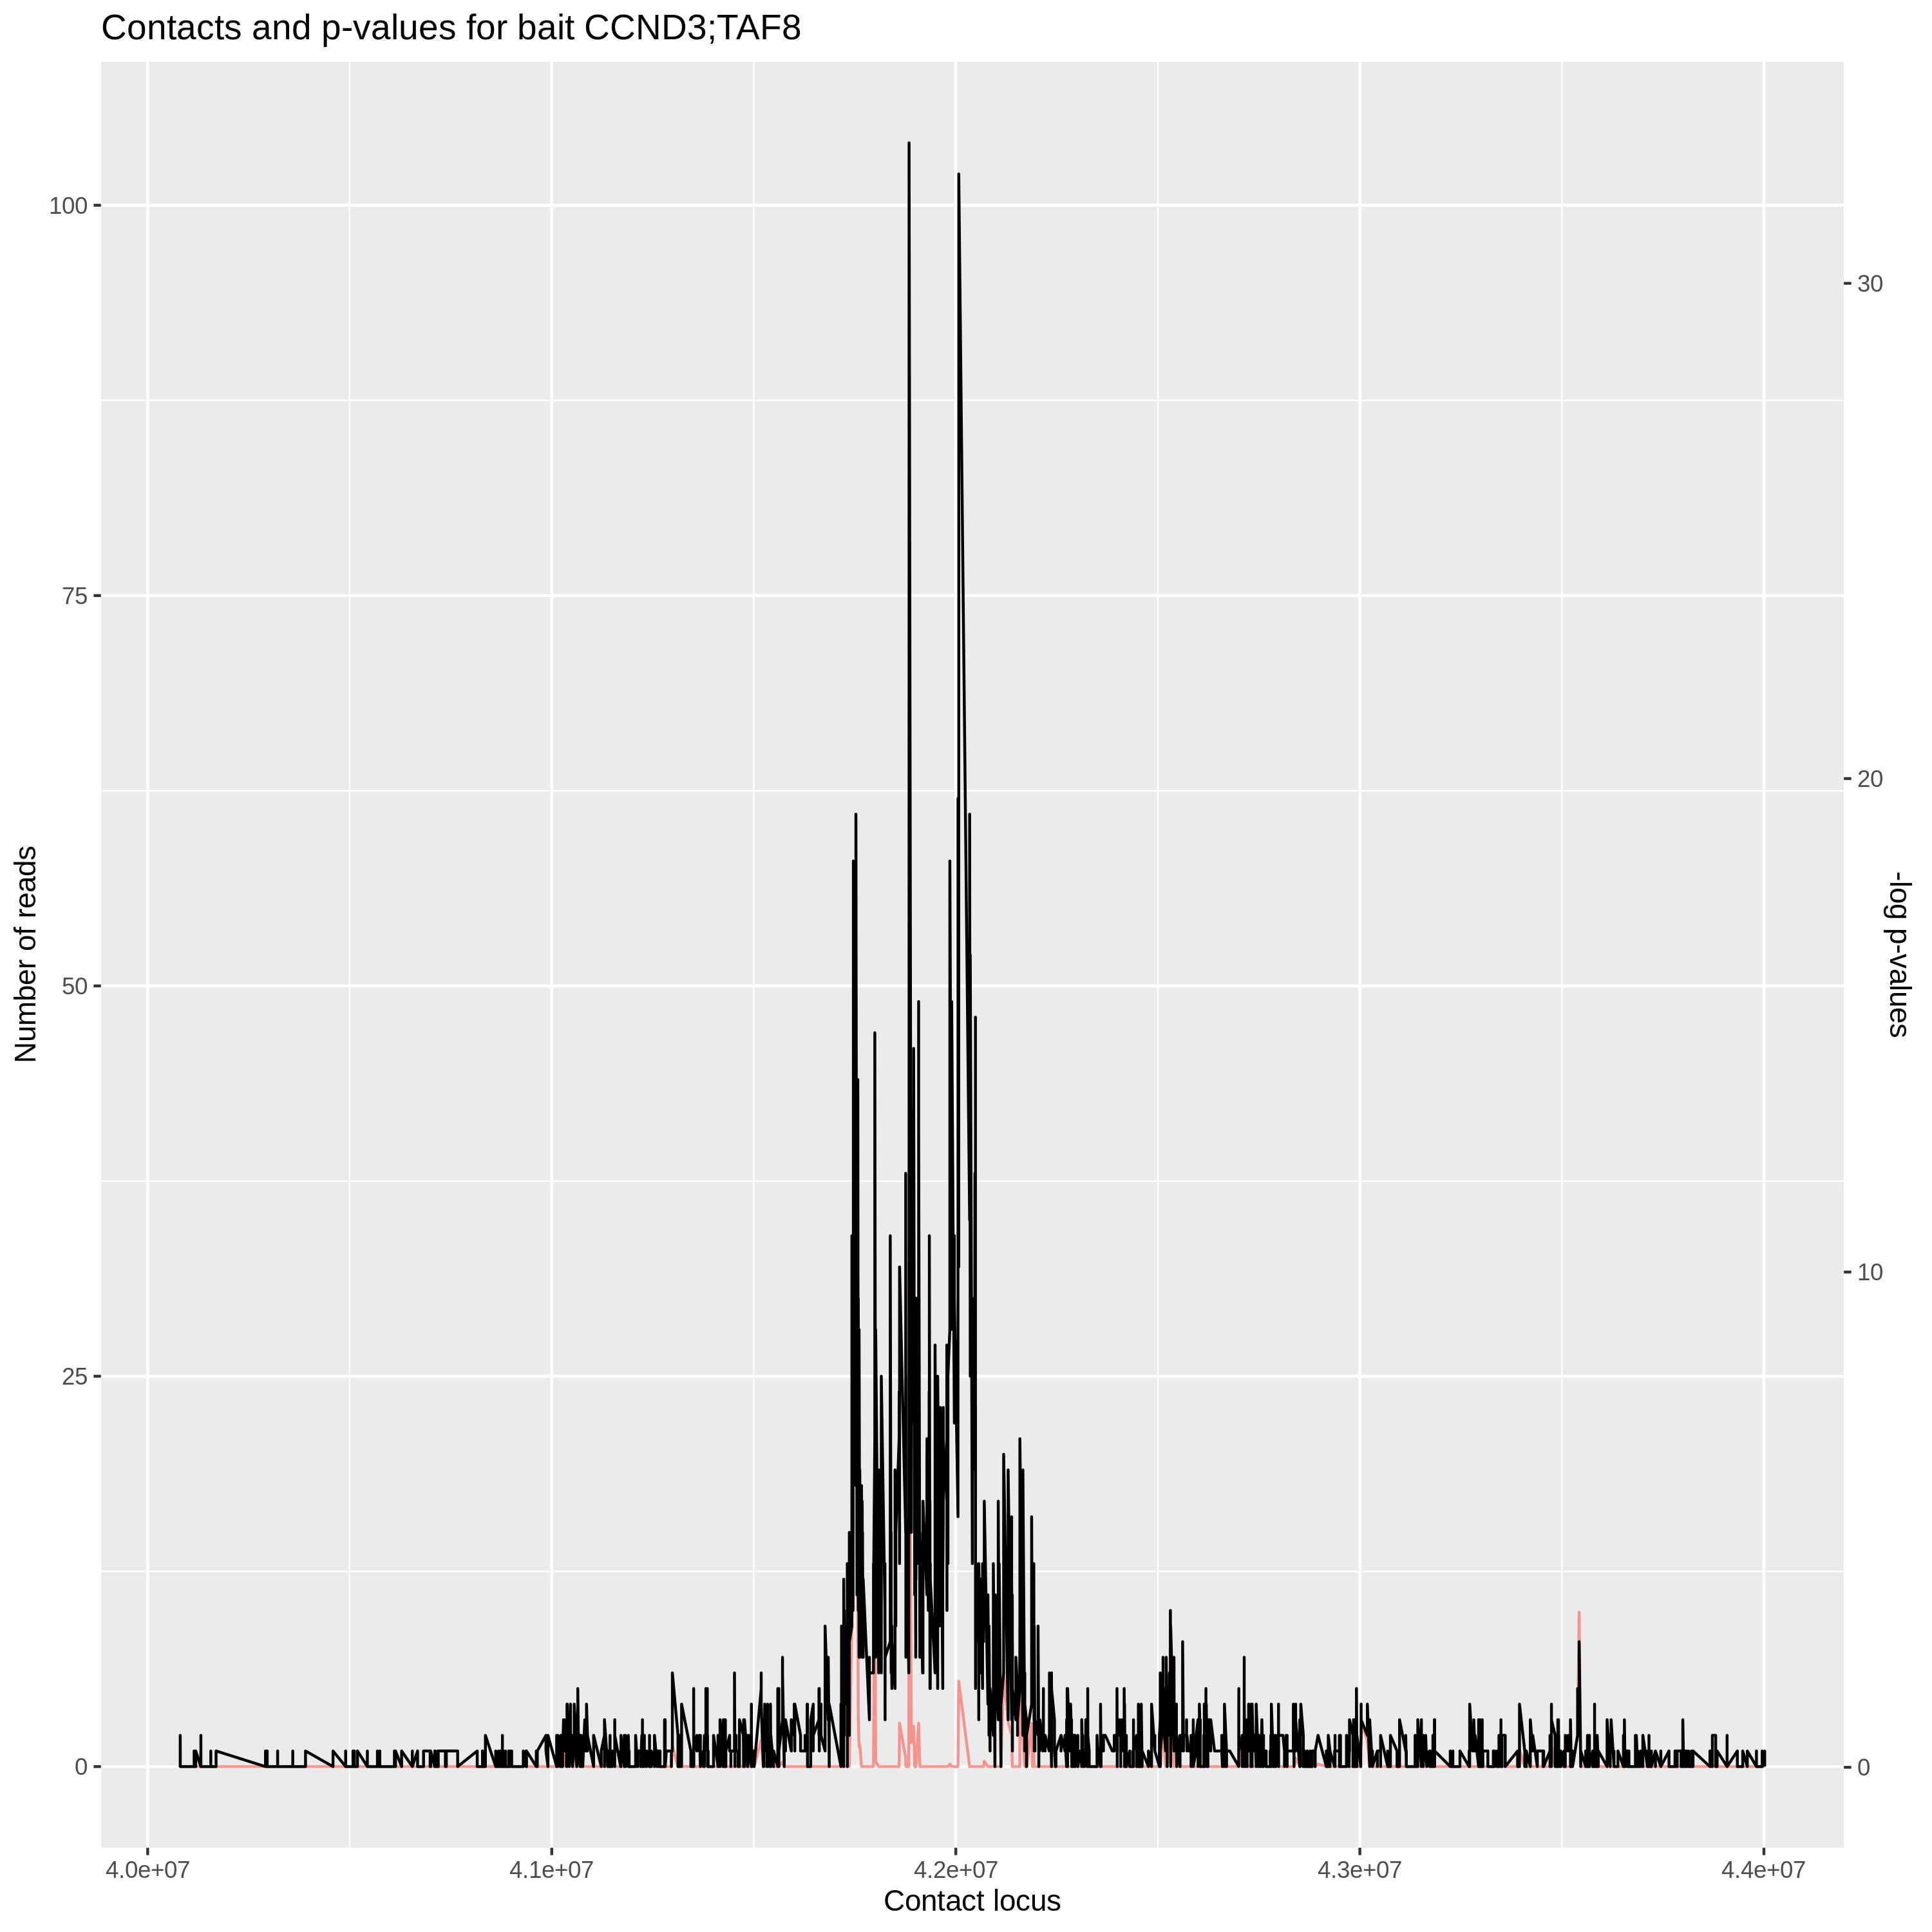 Contacts and p-values for bait CCND3;TAF8
100
75
50
25
0
Number of reads
30
20
10
0
-log p-values
4.0e+07
4.1e+07
4.2e+07
4.3e+07
4.4e+07
Contact locus